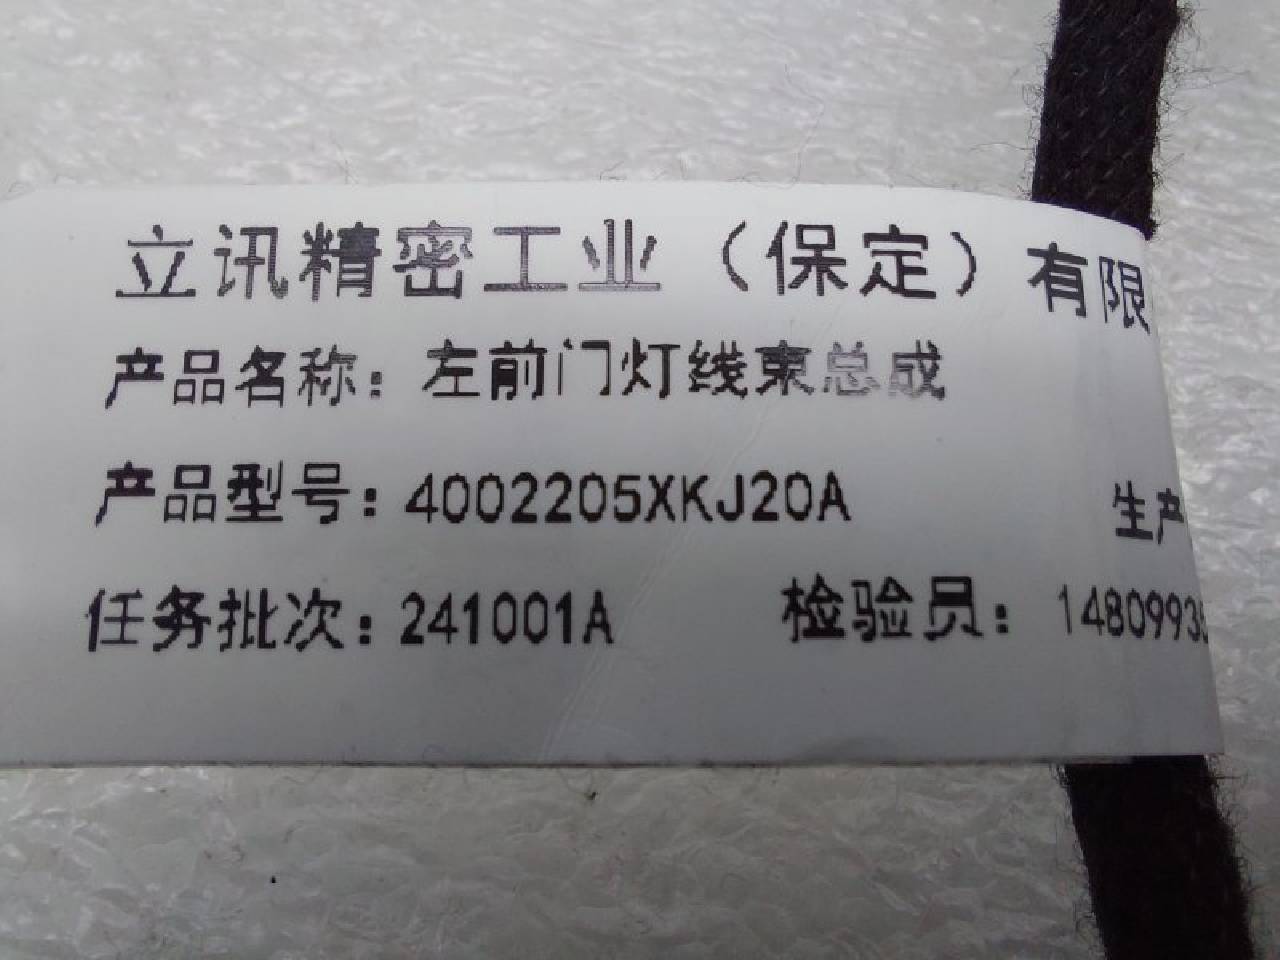 立讯精密工业（保定）有限
产品名称：左前门灯线束总成
产品型号：4002205XKJ20A 生产
任务批次：241001A 检验员：1480993